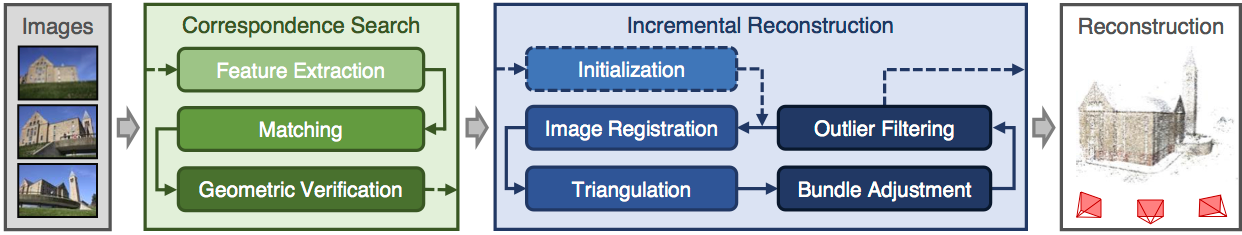 Images
Correspondence Search
Feature Extraction
Matching
Geometric Verification
Incremental Reconstruction
Initialization
Image Registration
Triangulation
Outlier Filtering
Bundle Adjustment
Reconstruction